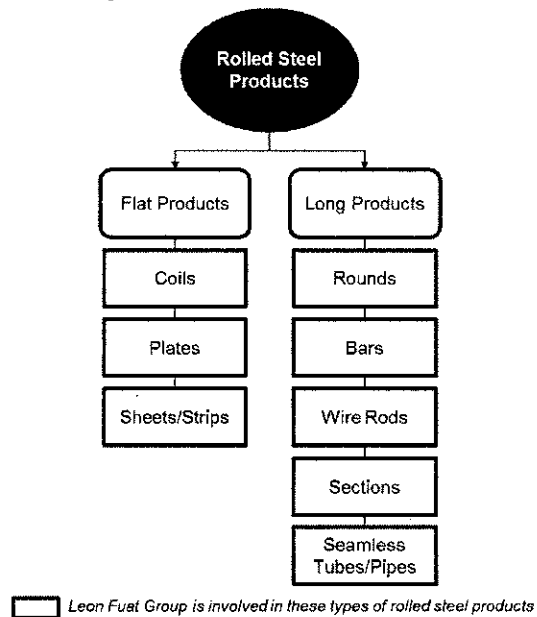 Rolled Steel
Products
Flat Products
Long Products
Coils
Rounds
Plates
Bars
Sheets/Strips
Wire Rods
Sections
Seamless
Tubes/Pipes
Leon Fuat Group is involved in these types of rolled steel products